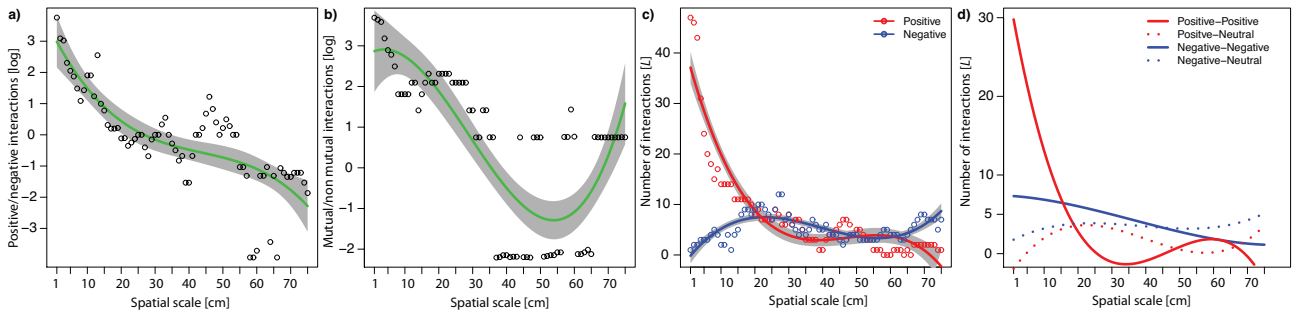 a)
Positive/negative interactions [log]
3
2
1
0
−1
−2
−3
1 10 20 30 40 50 60 70
Spatial scale [cm]
b)
Mutual/non mutual interactions [log]
3
2
1
0
−1
−2
1 10 20 30 40 50 60 70
Spatial scale [cm]
c)
Number of interactions [L]
40
20
10
0
Positive
Negative
1 10 20 30 40 50 60 70
Spatial scale [cm]
d)
Number of interactions [L]
30
20
10
5
0
Positive−Positive
Positve−Neutral
Negative−Negative
Negative−Neutral
1 10 20 30 40 50 60 70
Spatial scale [cm]